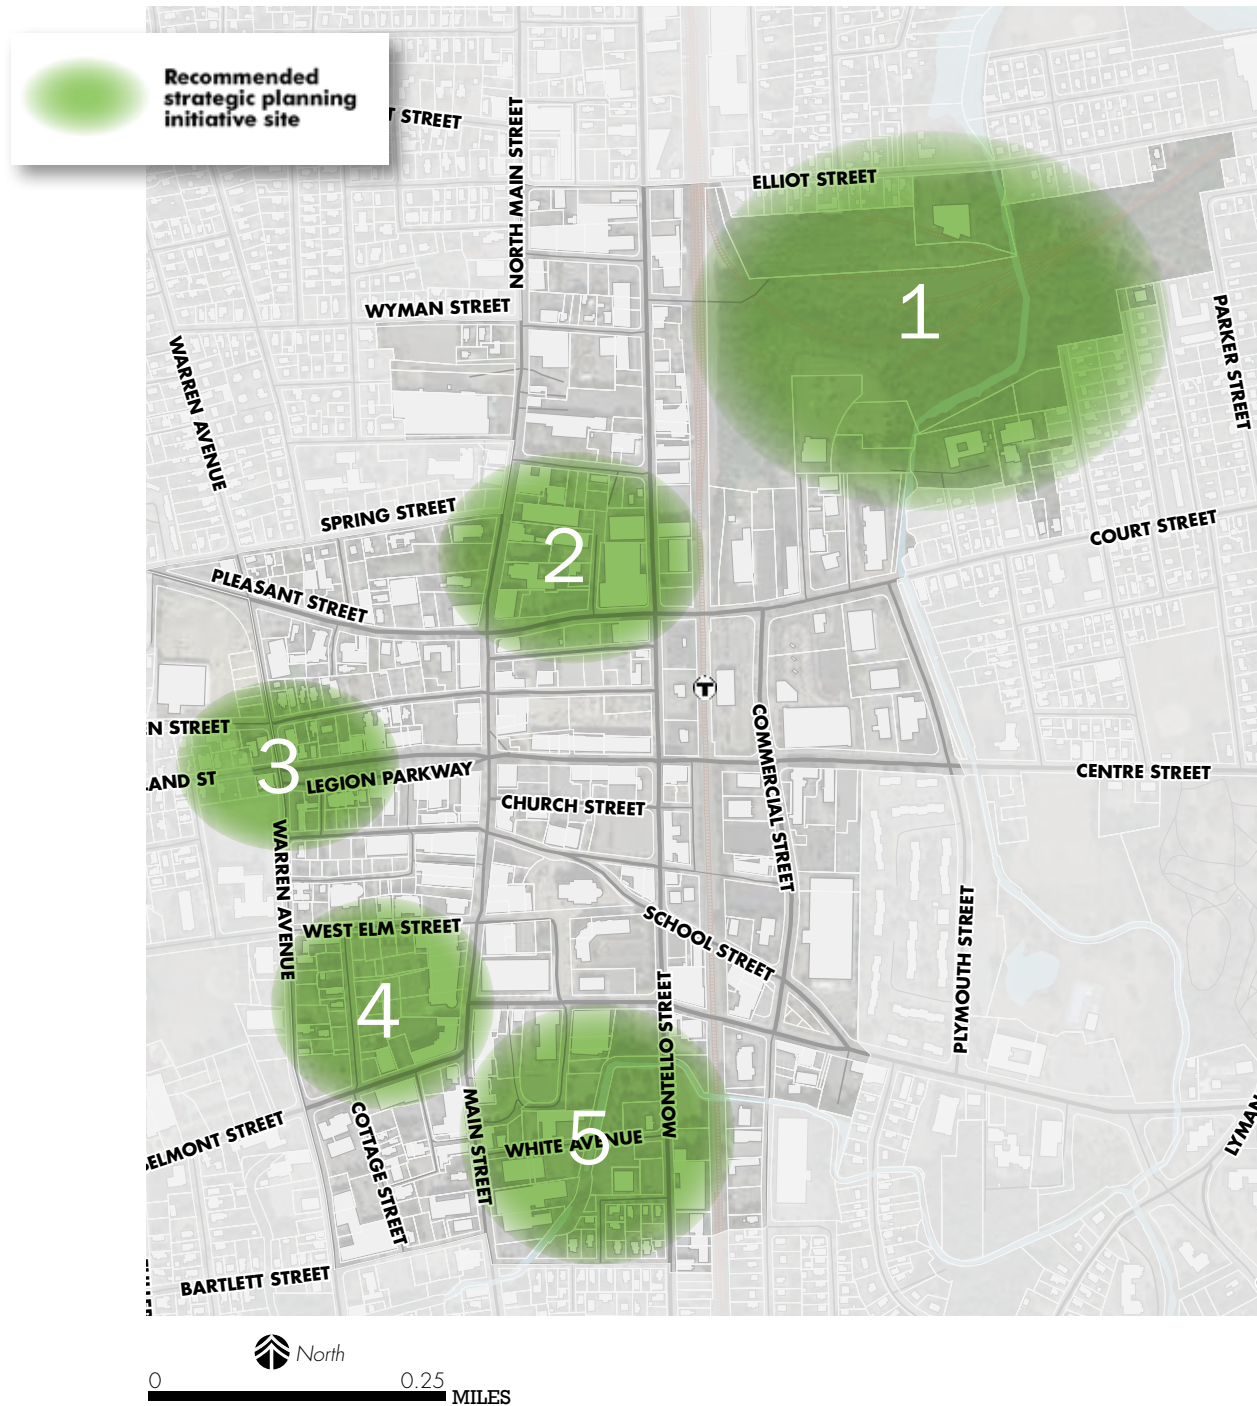 Recommended
strategic planning
initiative site
T STREET
NORTH MAIN STREET
ELLIOT STREET
1
WYMAN STREET
PARKER STREET
WARREN AVENUE
SPRING STREET
COURT STREET
2
PLEASANT STREET
T
N STREET
3
COMMERCIAL STREET
LAND ST
LEGION PARKWAY
CENTRE STREET
CHURCH STREET
WARREN AVENUE
WEST ELM STREET
SCHOOL STREET
PLYMOUTH STREET
4
MONTELLO STREET
5
WHITE AVENUE
MAIN STREET
COTTAGE STREET
ELMONT STREET
LYMAN
BARTLETT STREET
North
0 0.25
MILES